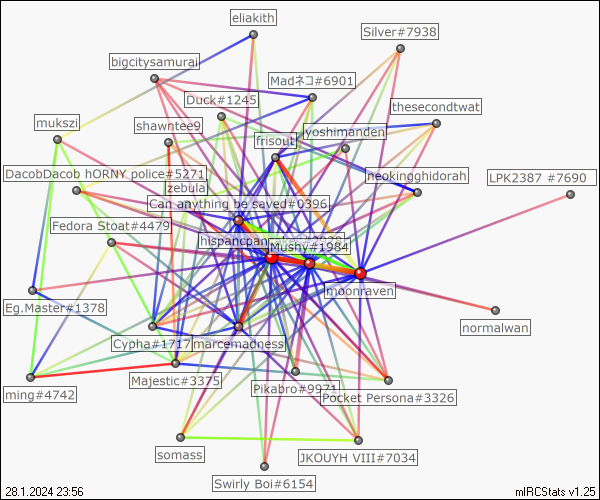 eliakith
Silver#7938
bigcitysamurai
Madネコ#6901
Duck#1245
thesecondtwat
mukszi
shawntee9
yoshimanden
frisout
DacobDacob hORNY police#5271
neokingghidorah
LPK2387 #7690
zebula
Can anything be saved#0396
Fedora Stoat#4479
hispancpan
Mushy#1984
moonraven
Eg.Master#1378
normalwan
Cypha#1717
marcemadness
Majestic#3375
Pikabro#9971
ming#4742
Pocket Persona#3326
somass
JKOUYH VIII#7034
Swirly Boi#6154
28.1.2024 23:56
mIRCStats v1.25